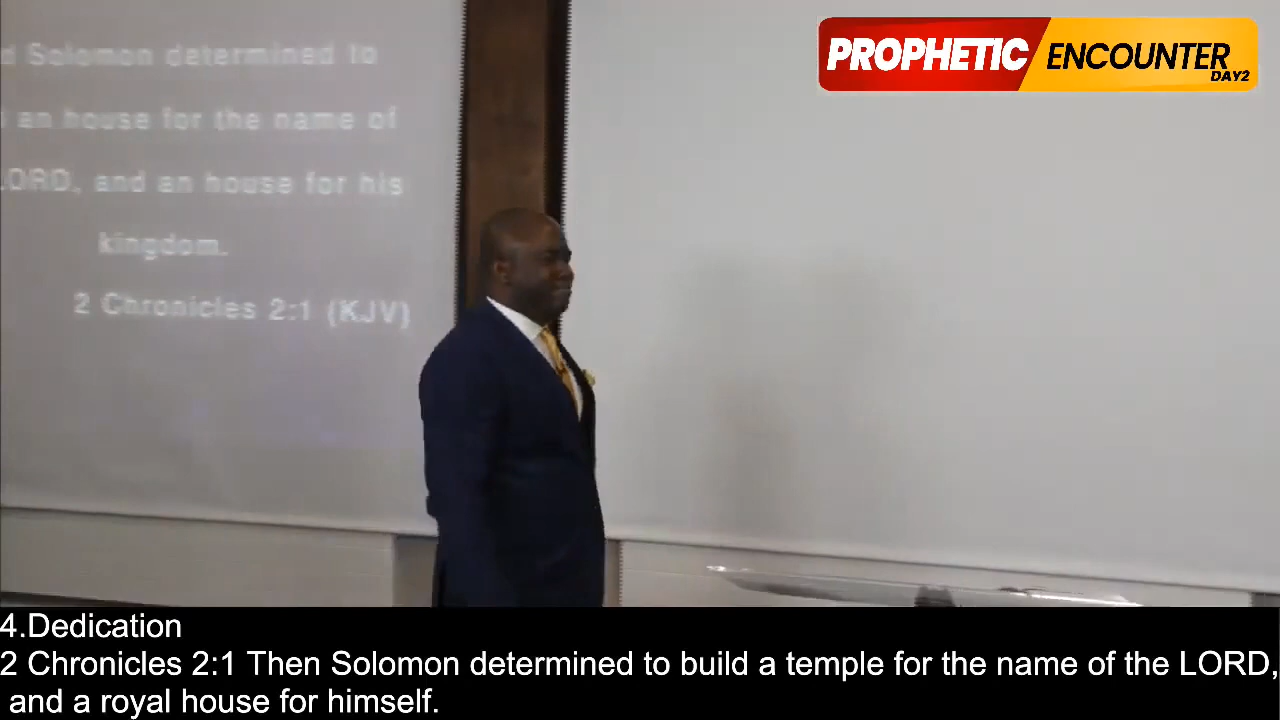 Solomon determined to
an house for the name of
LORD, and an house for his
kingdom.
2 Chronicles 2:1 (KJV)
PROPHETIC ENCOUNTER
DAY2
4.Dedication
2 Chronicles 2:1 Then Solomon determined to build a temple for the name of the LORD,
and a royal house for himself.